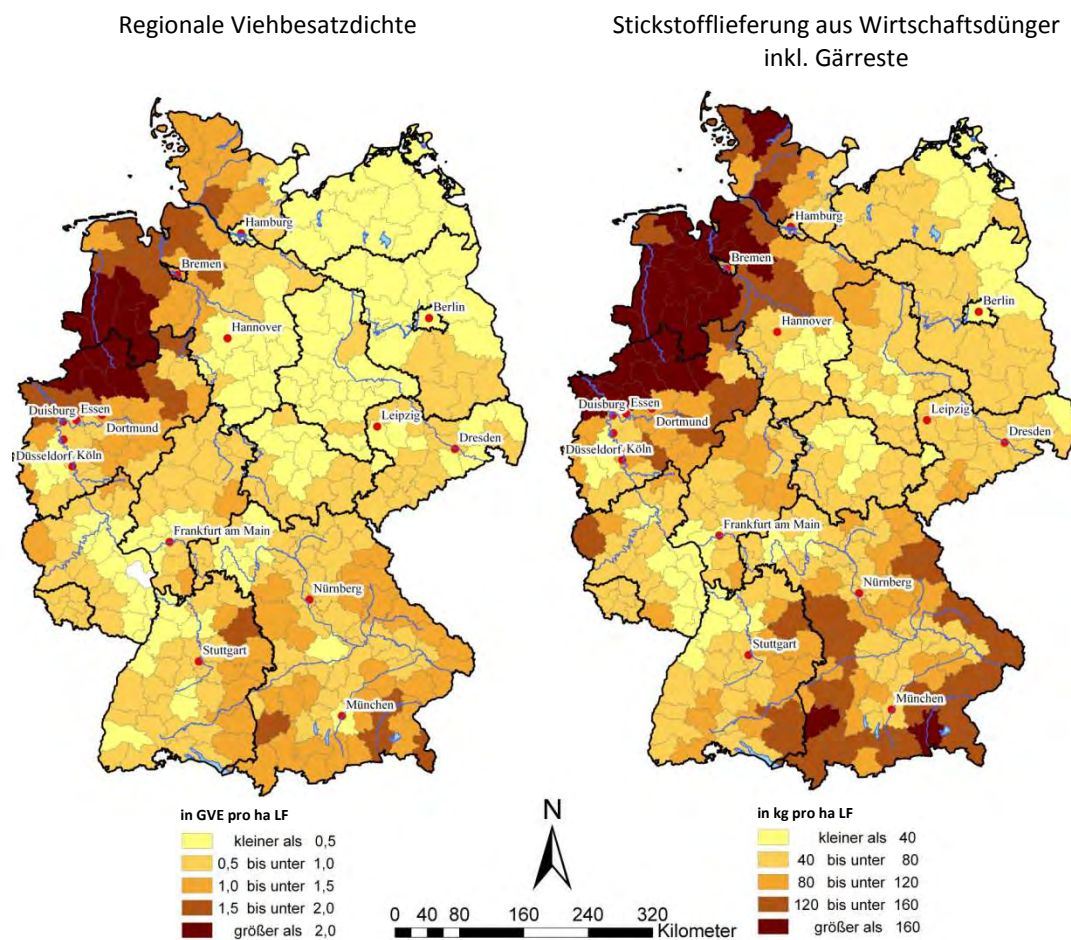 Regionale Viehbesatzdichte
Stickstofflieferung aus Wirtschaftsdünger
inkl. Gärreste
Hamburg
Bremen
Berlin
Hannover
Duisburg
Essen
Dortmund
Düsseldorf
Köln
Leipzig
Dresden
Frankfurt am Main
Nürnberg
Stuttgart
München
Hamburg
Bremen
Berlin
Hannover
Duisburg
Essen
Dortmund
Düsseldorf
Köln
Leipzig
Dresden
Frankfurt am Main
Nürnberg
Stuttgart
München
in GVE pro ha LF
kleiner als 0,5
0,5 bis unter 1,0
1,0 bis unter 1,5
1,5 bis unter 2,0
größer als 2,0
N
0 40 80 160 240 320
Kilometer
in kg pro ha LF
kleiner als 40
40 bis unter 80
80 bis unter 120
120 bis unter 160
größer als 160